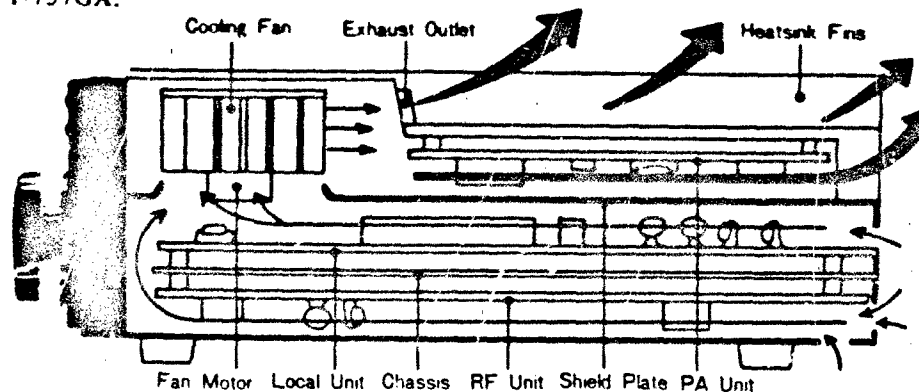 Cooling Fan Exhaust Outlet Heatsink Fins
Fan Motor Local Unit Chassis RF Unit Shield Plate PA Unit